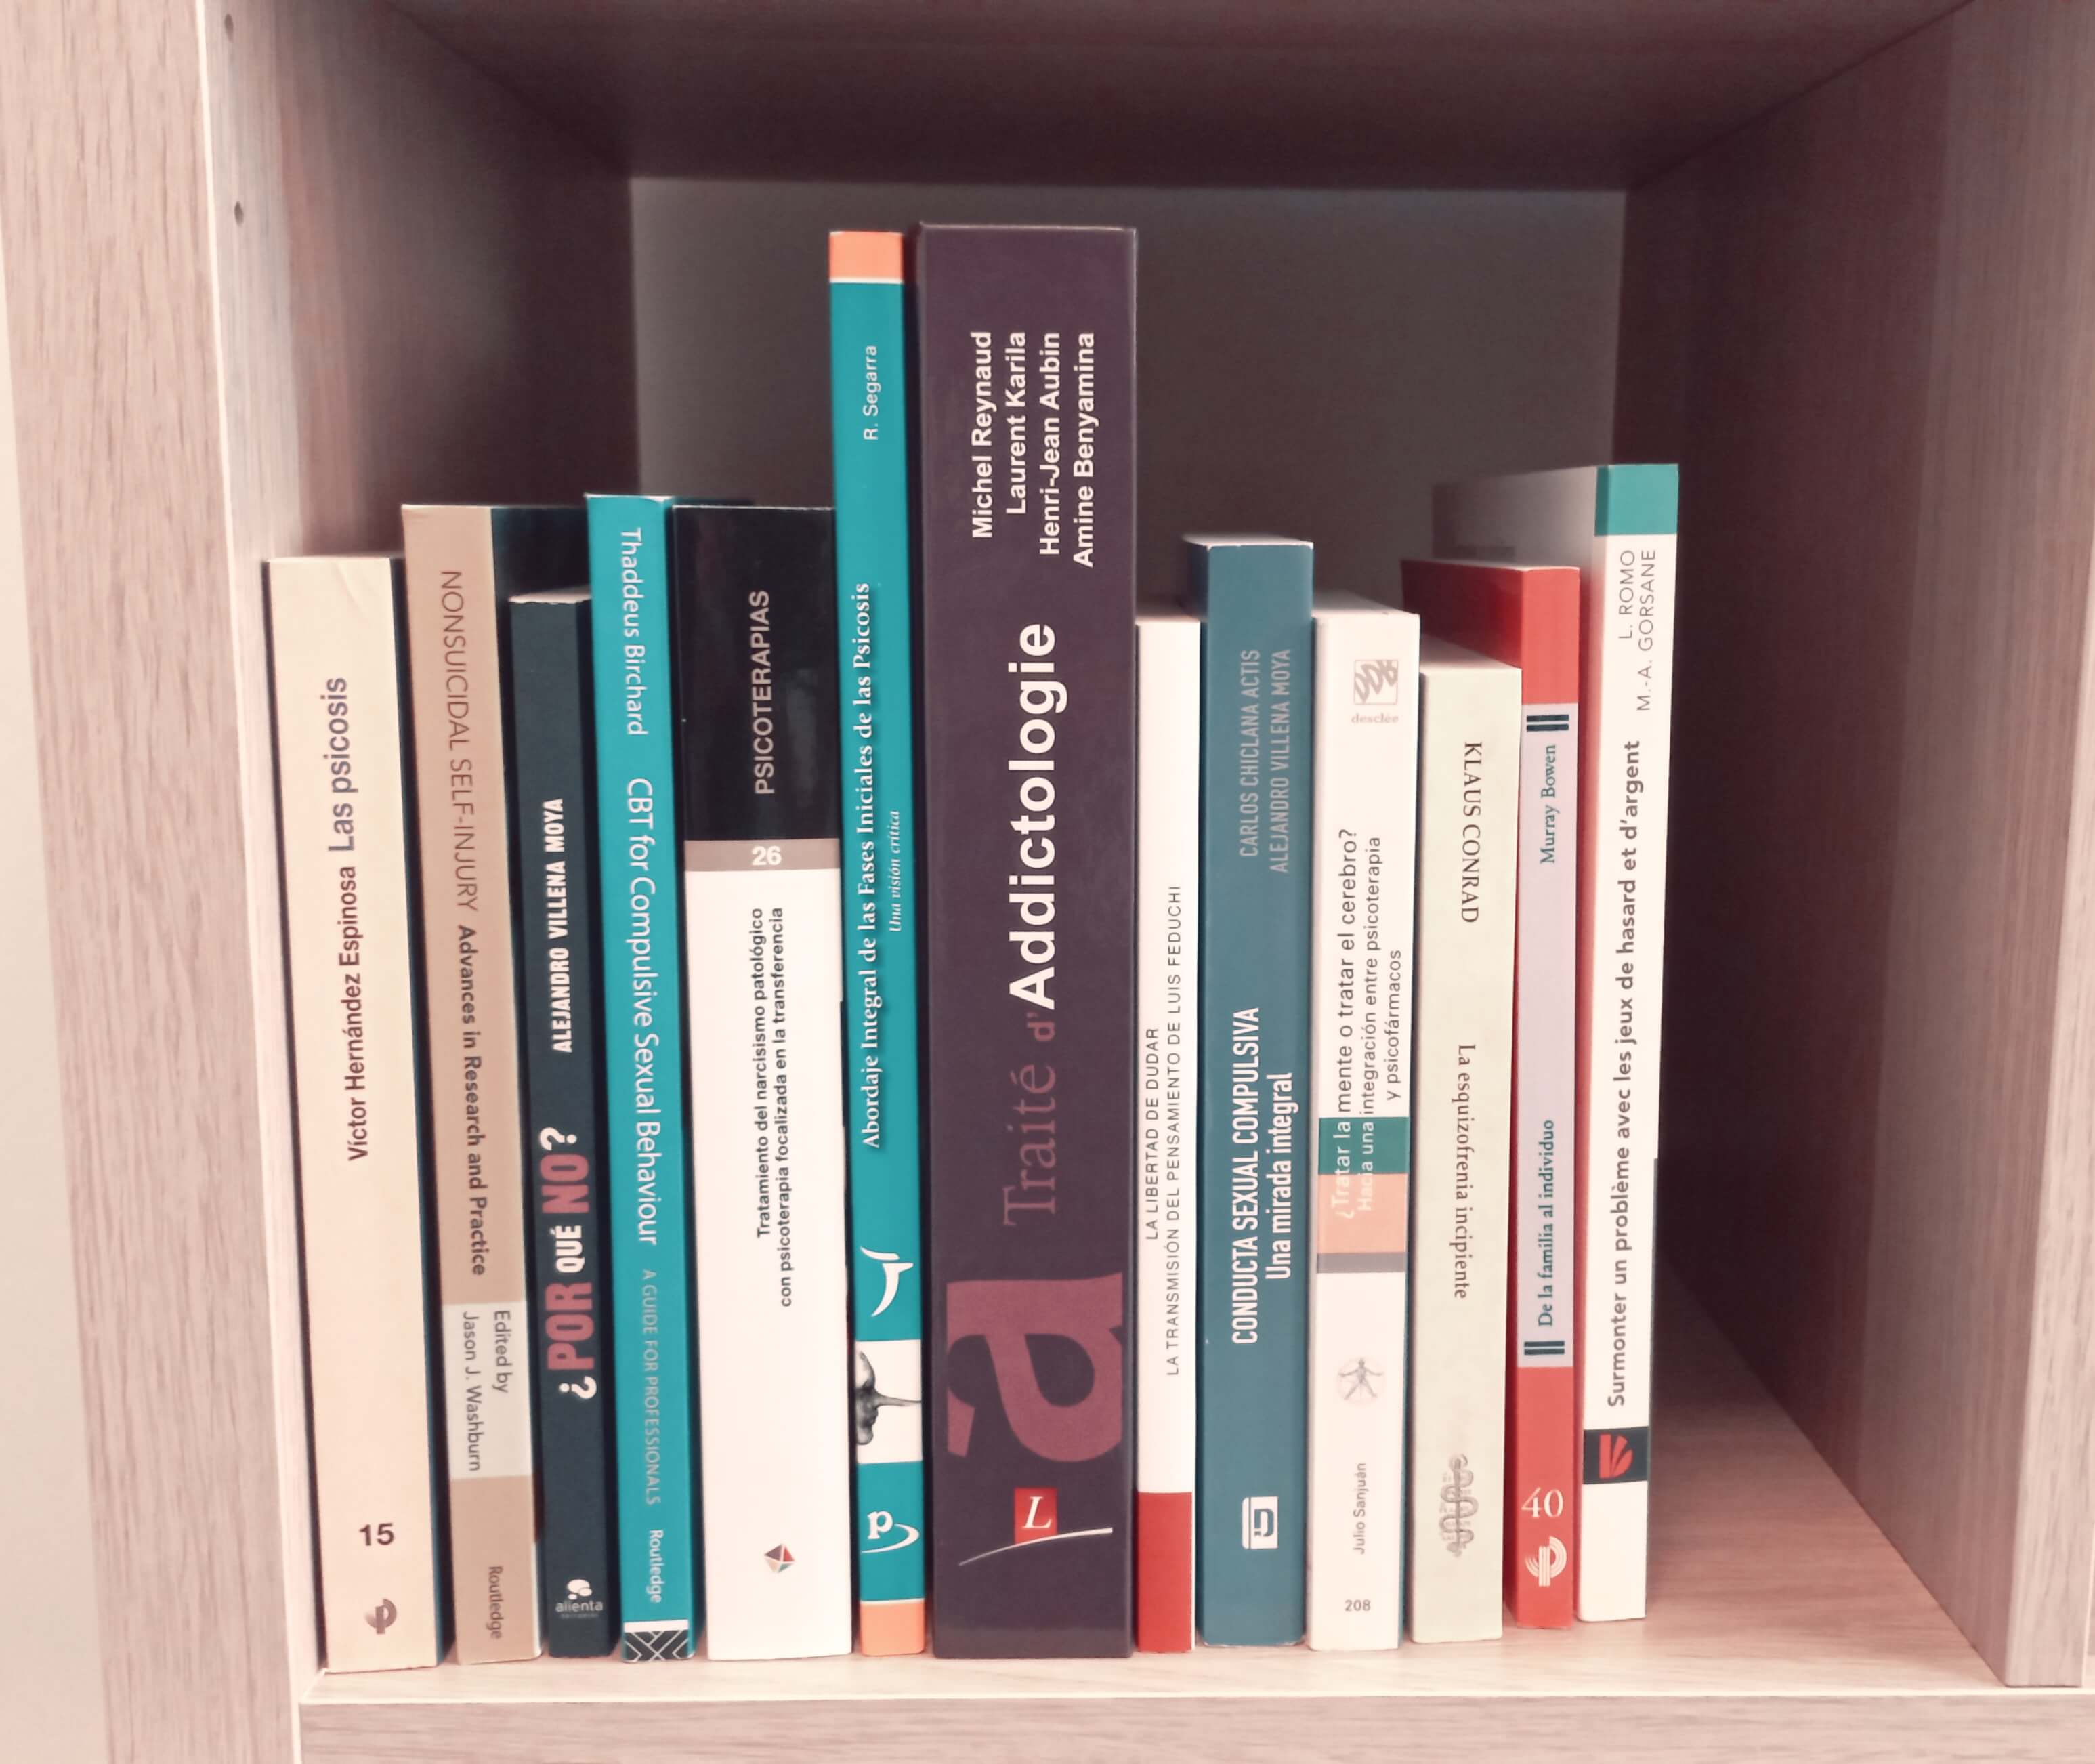 Víctor Hernández Espinosa Las psicosis
15
NONSUICIDAL SELF-INJURY Advances in Research and Practice
Edited by
Jason J. Washburn
Routledge
¿POR QUÉ NO? ALEJANDRO VILLENA MOYA
alienta
Thaddeus Birchard CBT for Compulsive Sexual Behaviour A GUIDE FOR PROFESSIONALS Routledge
PSICOTERAPIAS
26
Tratamiento del narcisismo patológico
con psicoterapia focalizada en la transferencia
R. Segarra
Abordaje Integral de las Fases Iniciales de las Psicosis
Una visión crítica
p
Michel Reynaud
Laurent Karila
Henri-Jean Aubin
Amine Benyamina
Traité d'Addictologie
a
L
LA LIBERTAD DE DUDAR
LA TRANSMISIÓN DEL PENSAMIENTO DE LUIS FEDUCHI
CARLOS CHICLANA ACTIS
ALEJANDRO VILLENA MOYA
CONDUCTA SEXUAL COMPULSIVA
Una mirada integral
desclée
¿Tratar la mente o tratar el cerebro?
Hacia una integración entre psicoterapia
y psicofármacos
Julio Sanjuán
208
KLAUS CONRAD
La esquizofrenia incipiente
Murray Bowen
De la familia al individuo
40
L. ROMO
M.-A. GORSANE
Surmonter un problème avec les jeux de hasard et d'argent